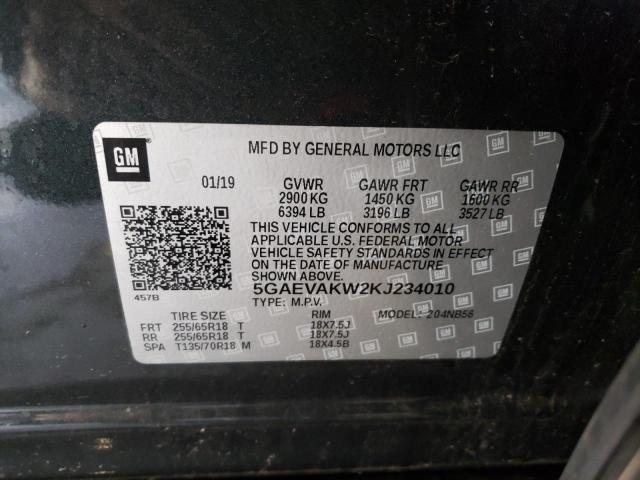 GM
MFD BY GENERAL MOTORS LLC
01/19 GVWR GAWR FRT GAWR RR
2900 KG 1450 KG 1600 KG
6394 LB 3196 LB 3527 LB
THIS VEHICLE CONFORMS TO ALL
APPLICABLE U.S. FEDERAL MOTOR
VEHICLE SAFETY STANDARDS IN EFFECT
ON THE DATE OF MANUFACTURE
SHOWN ABOVE.
457B
5GAEVAKW2KJ234010
TYPE: M.P.V. MODEL: 204NB56
TIRE SIZE RIM
FRT 255/65R18 T 18X7.5J
RR 255/65R18 T 18X7.5J
SPA T135/70R18 M 18X4.5B